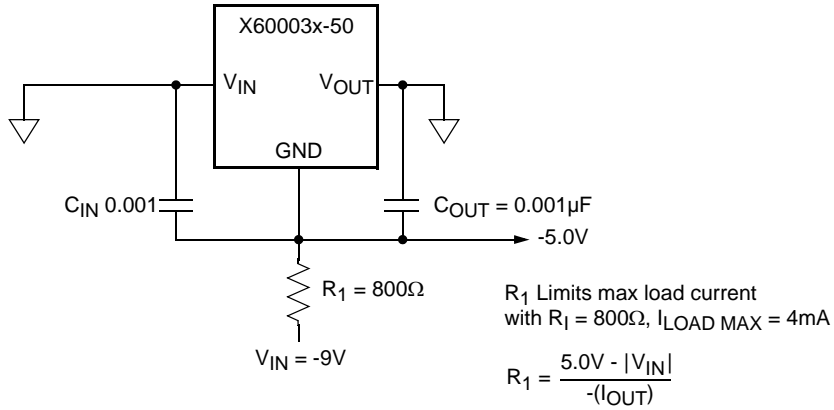 X60003x-50
VIN VOUT
GND
CIN 0.001
COUT = 0.001µF
-5.0V
R1 = 800Ω
VIN = -9V
R1 Limits max load current
with RI = 800Ω, ILOAD MAX = 4mA
R1 = 5.0V - |VIN|
-(IOUT)